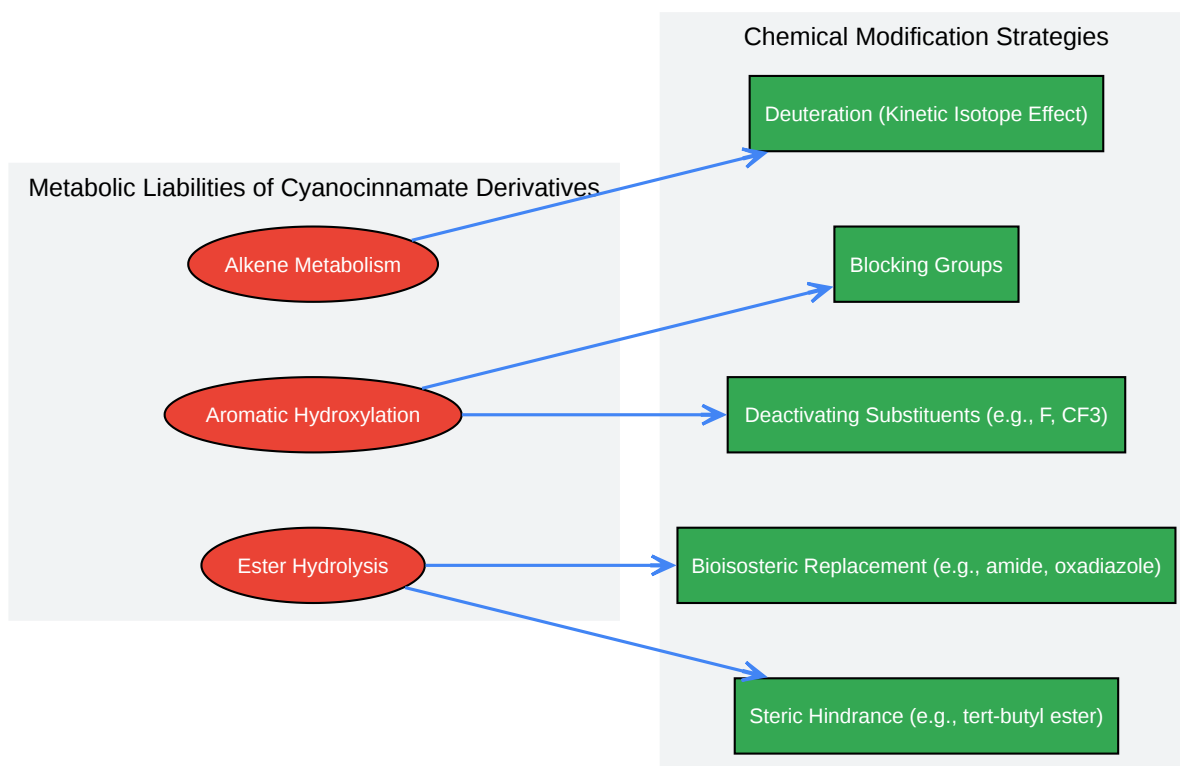 Chemical Modification Strategies
Deuteration (Kinetic Isotope Effect)
Metabolic Liabilities of Cyanocinnamate Derivatives
Alkene Metabolism
Blocking Groups
Aromatic Hydroxylation
Deactivating Substituents (e.g., F, CF3)
Ester Hydrolysis
Bioisosteric Replacement (e.g., amide, oxadiazole)
Steric Hindrance (e.g., tert-butyl ester)